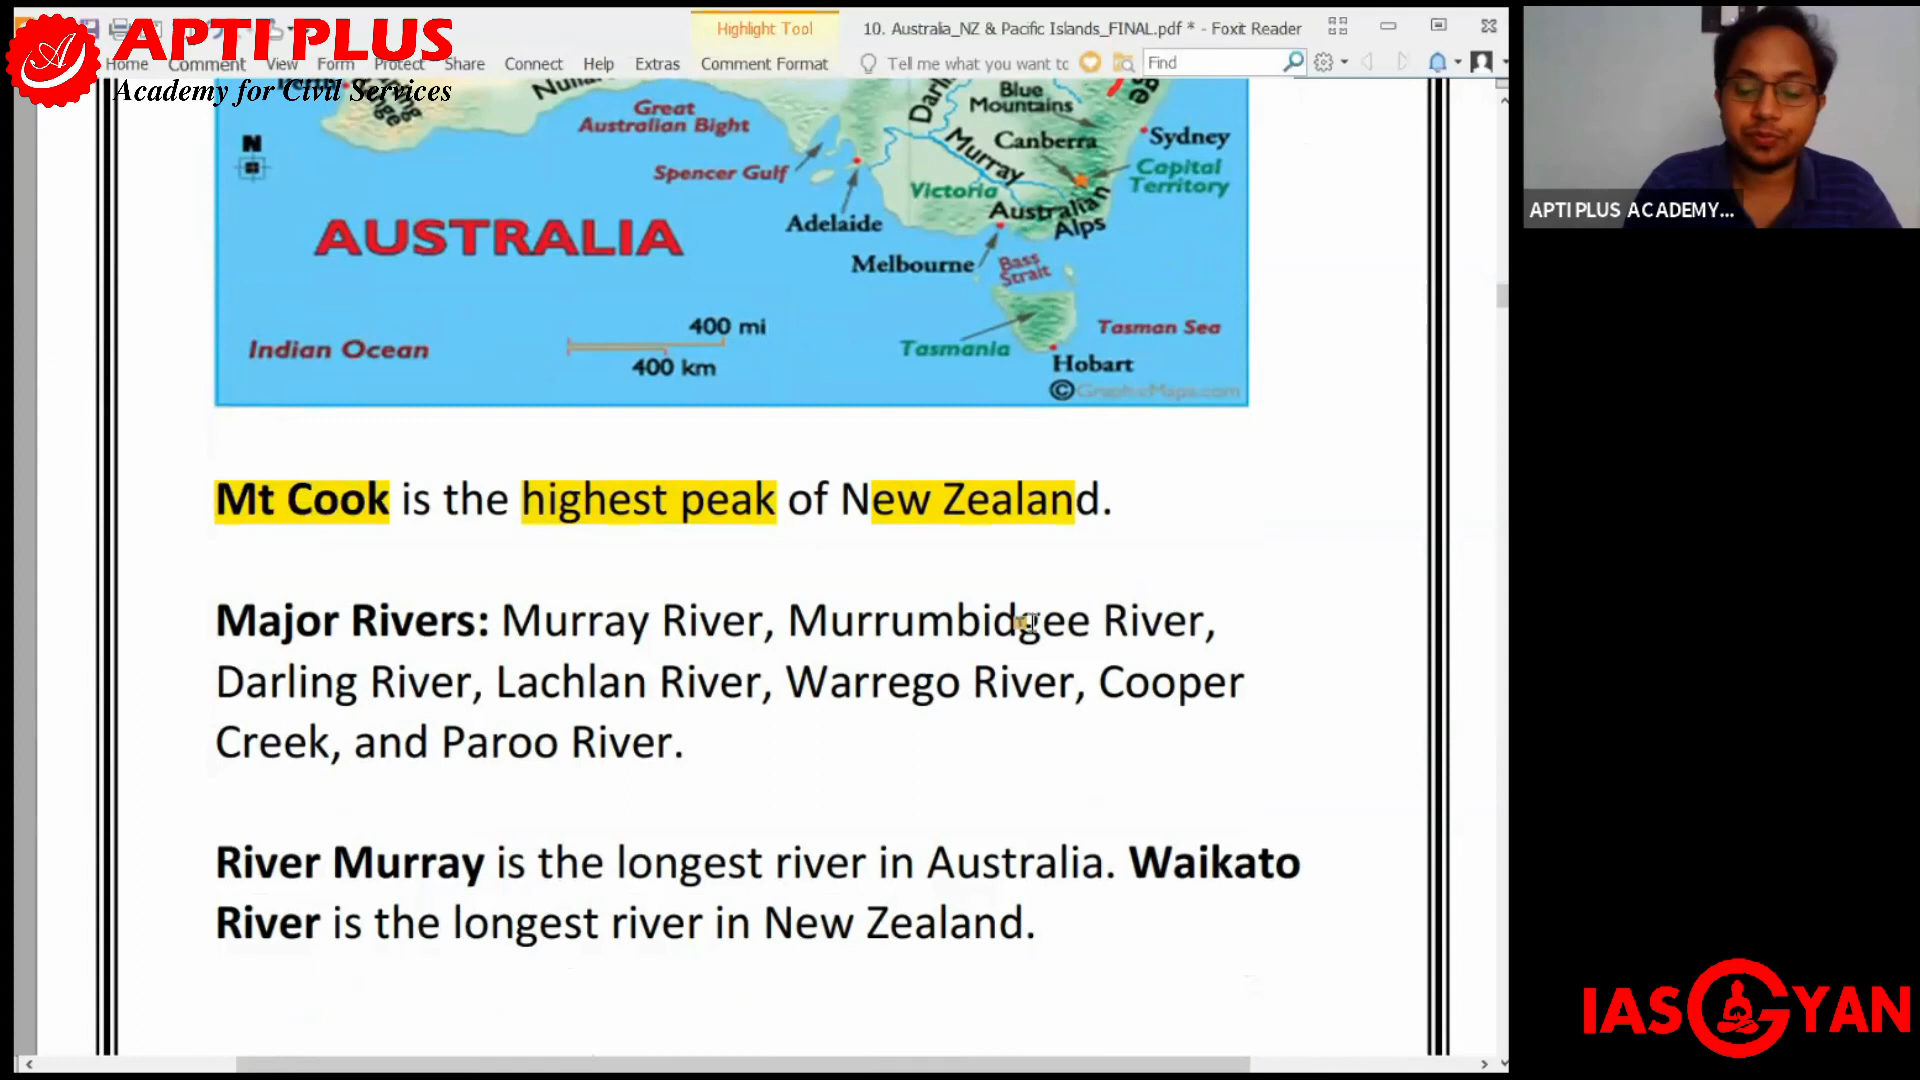 APTI PLUS
Academy for Civil Services
Highlight Tool
10. Australia_NZ & Pacific Islands_FINAL.pdf * - Foxit Reader
Home Comment View Form Protect Share Connect Help Extras Comment Format Tell me what you want to Find
Great
Australian Bight
Spencer Gulf
Adelaide
Murray
Blue
Mountains
Canberra
Sydney
Capital
Territory
Victoria
Australian
Alps
Melbourne
Bass
Strait
N
AUSTRALIA
400 mi
400 km
Indian Ocean
Tasmania
Tasman Sea
Hobart
© GraphicMaps.com
Mt Cook is the highest peak of New Zealand.
Major Rivers: Murray River, Murrumbidgee River,
Darling River, Lachlan River, Warrego River, Cooper
Creek, and Paroo River.
River Murray is the longest river in Australia. Waikato
River is the longest river in New Zealand.
APTI PLUS ACADEMY...
IAS GYAN